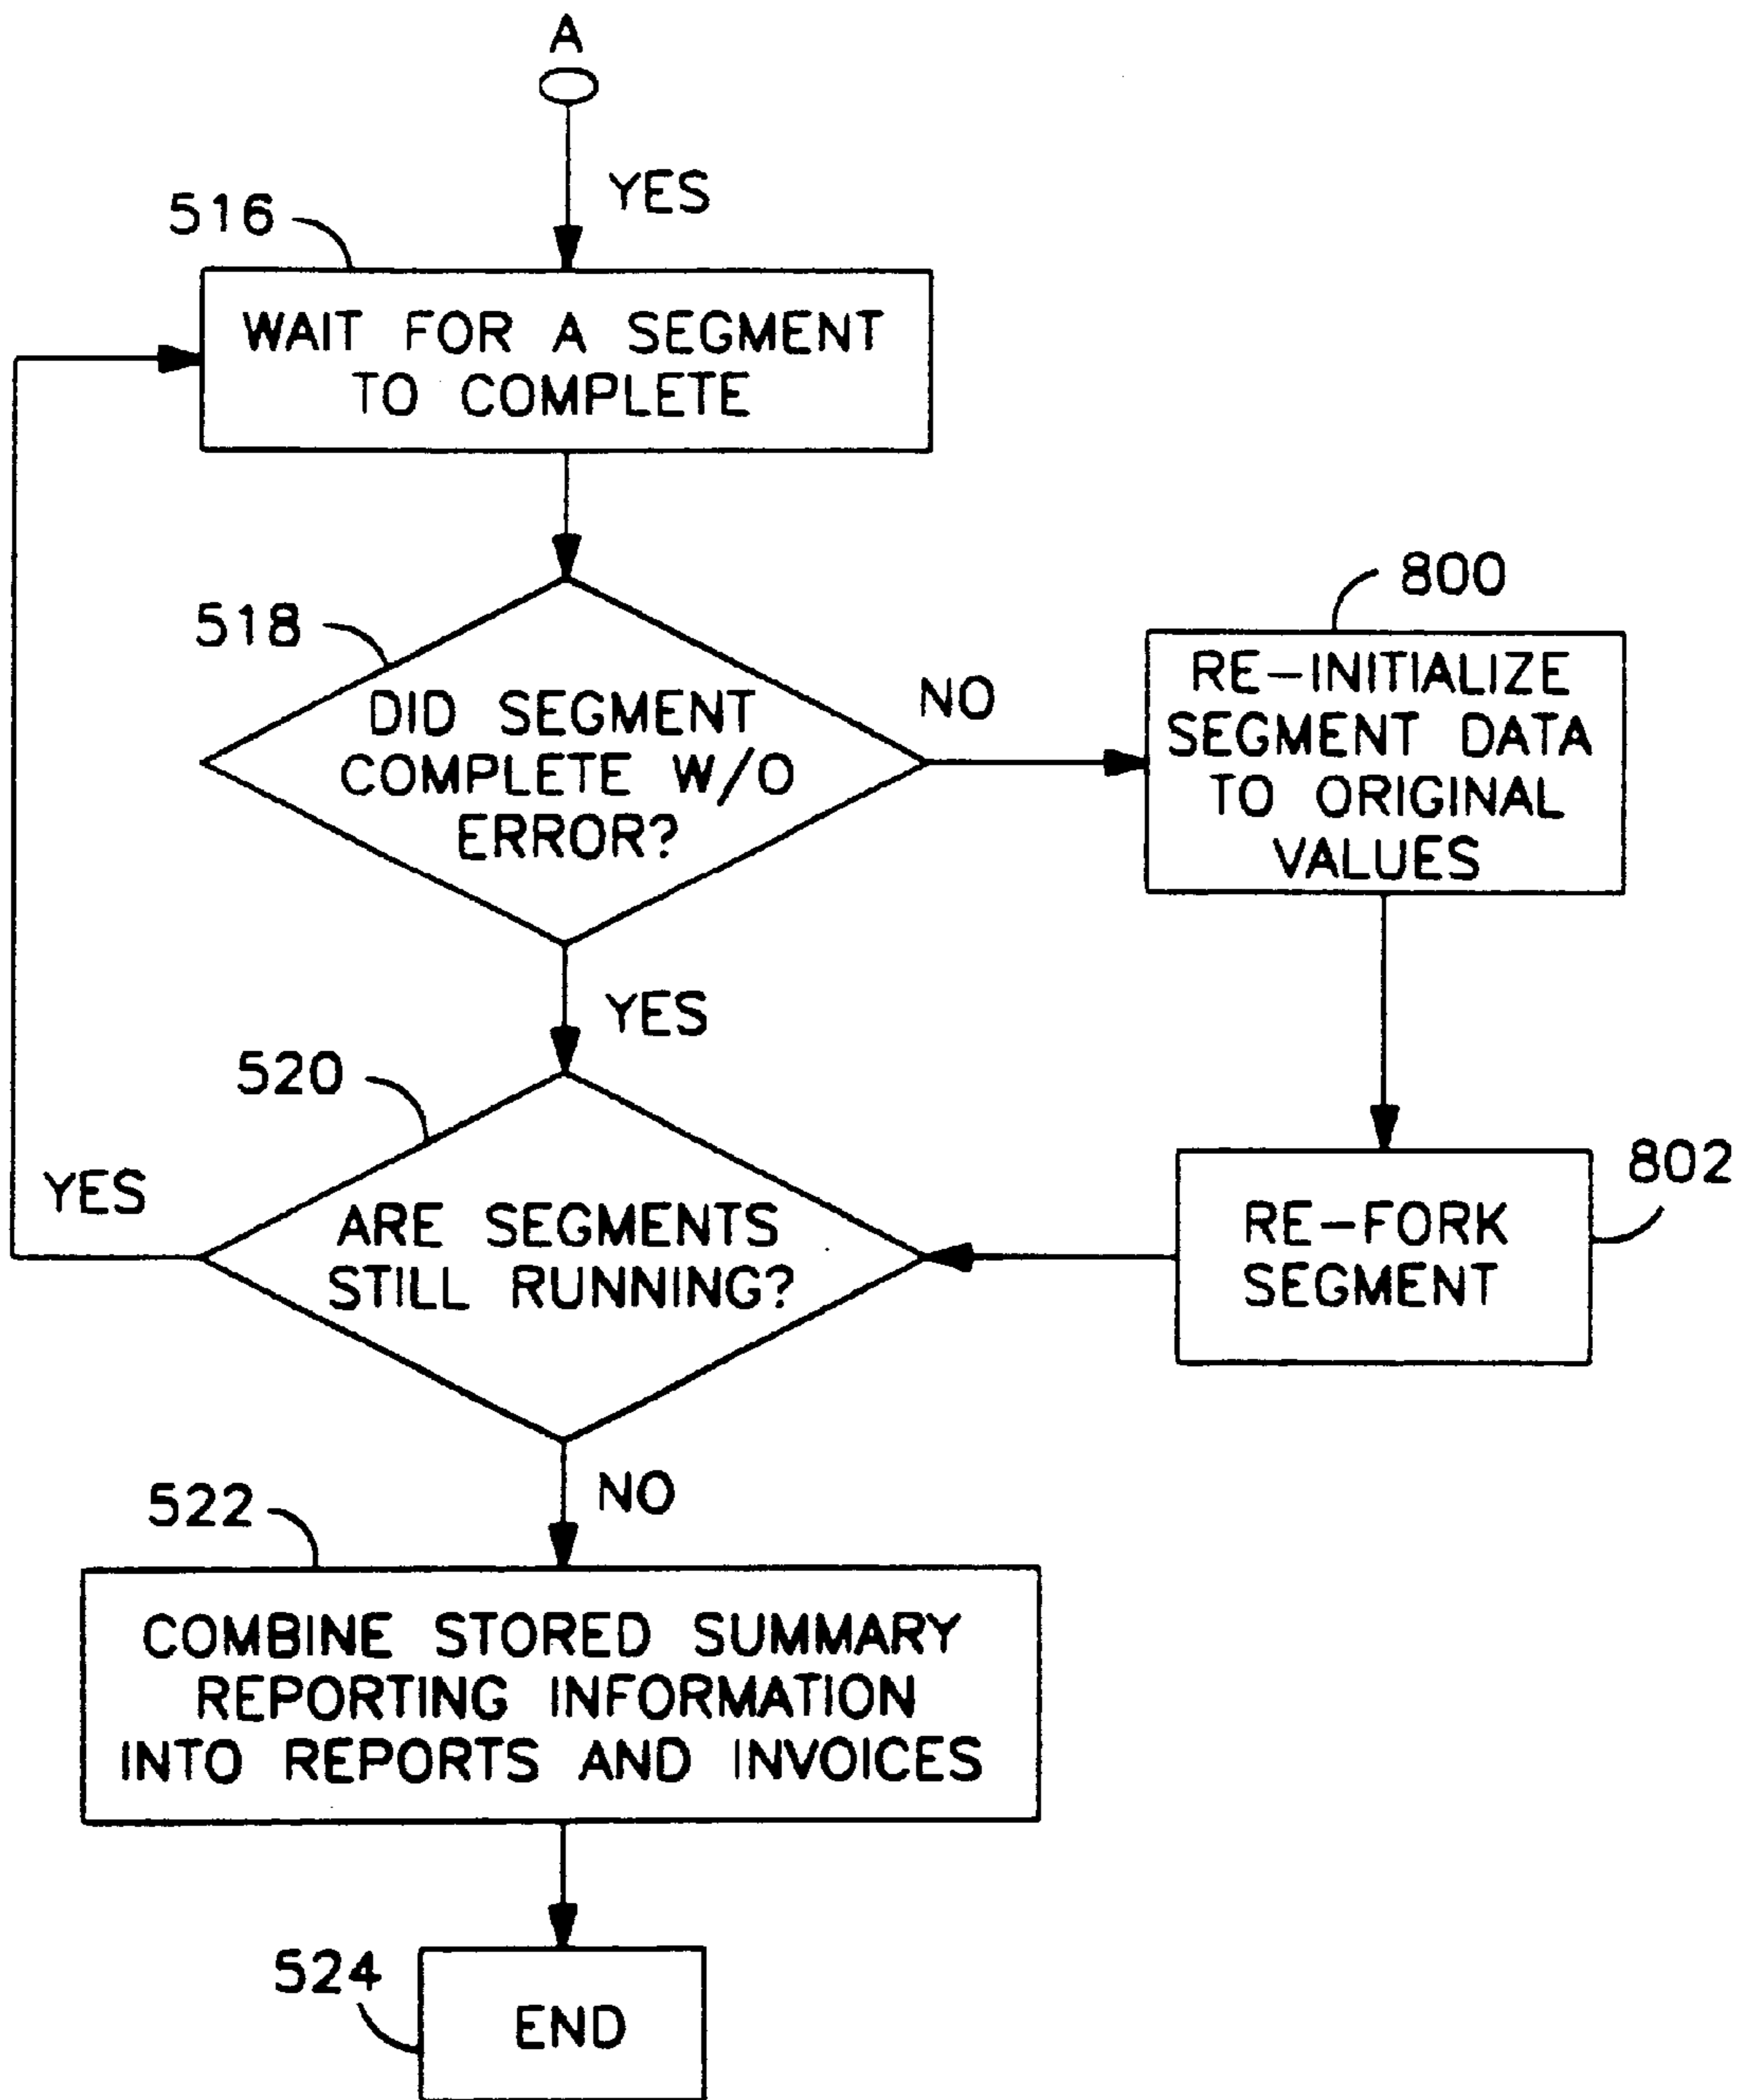 A
YES
516
WAIT FOR A SEGMENT
TO COMPLETE
518
DID SEGMENT
COMPLETE W/O
ERROR?
NO
800
RE-INITIALIZE
SEGMENT DATA
TO ORIGINAL
VALUES
YES
520
YES
ARE SEGMENTS
STILL RUNNING?
802
RE-FORK
SEGMENT
NO
522
COMBINE STORED SUMMARY
REPORTING INFORMATION
INTO REPORTS AND INVOICES
524
END